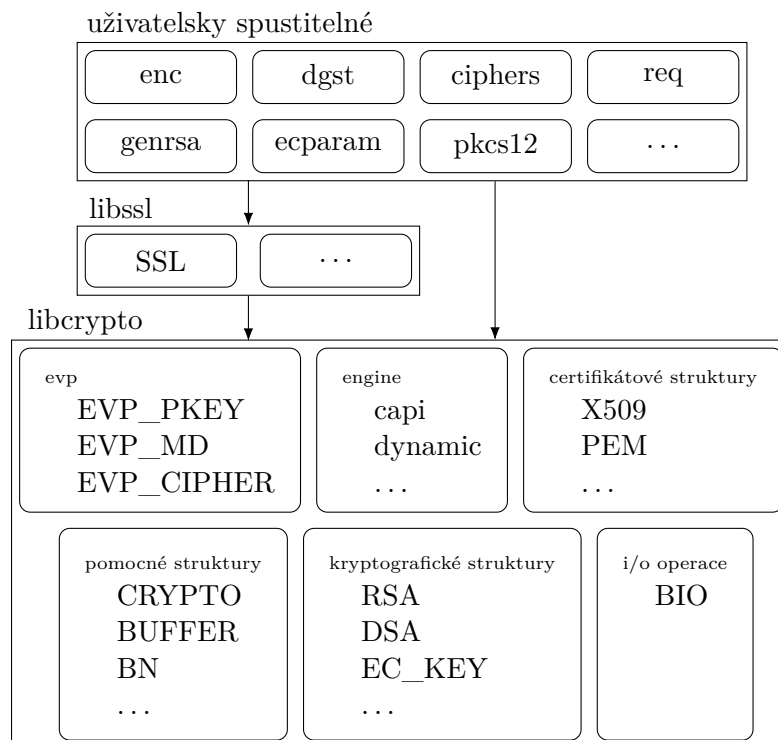 uživatelsky spustitelné
enc dgst ciphers req
genrsa ecparam pkcs12 ...
libssl
SSL ...
libcrypto
evp
EVP_PKEY
EVP_MD
EVP_CIPHER
engine
capi
dynamic
...
certifikátové struktury
X509
PEM
...
pomocné struktury
CRYPTO
BUFFER
BN
...
kryptografické struktury
RSA
DSA
EC_KEY
...
i/o operace
BIO